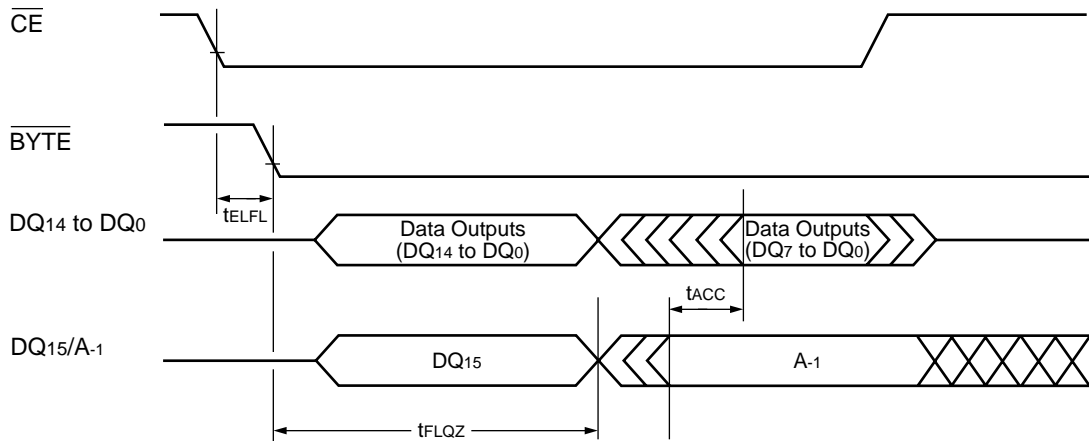 CE
BYTE
tELFL
DQ14 to DQ0
Data Outputs
(DQ14 to DQ0)
Data Outputs
(DQ7 to DQ0)
tACC
DQ15/A-1
DQ15
A-1
tFLQZ